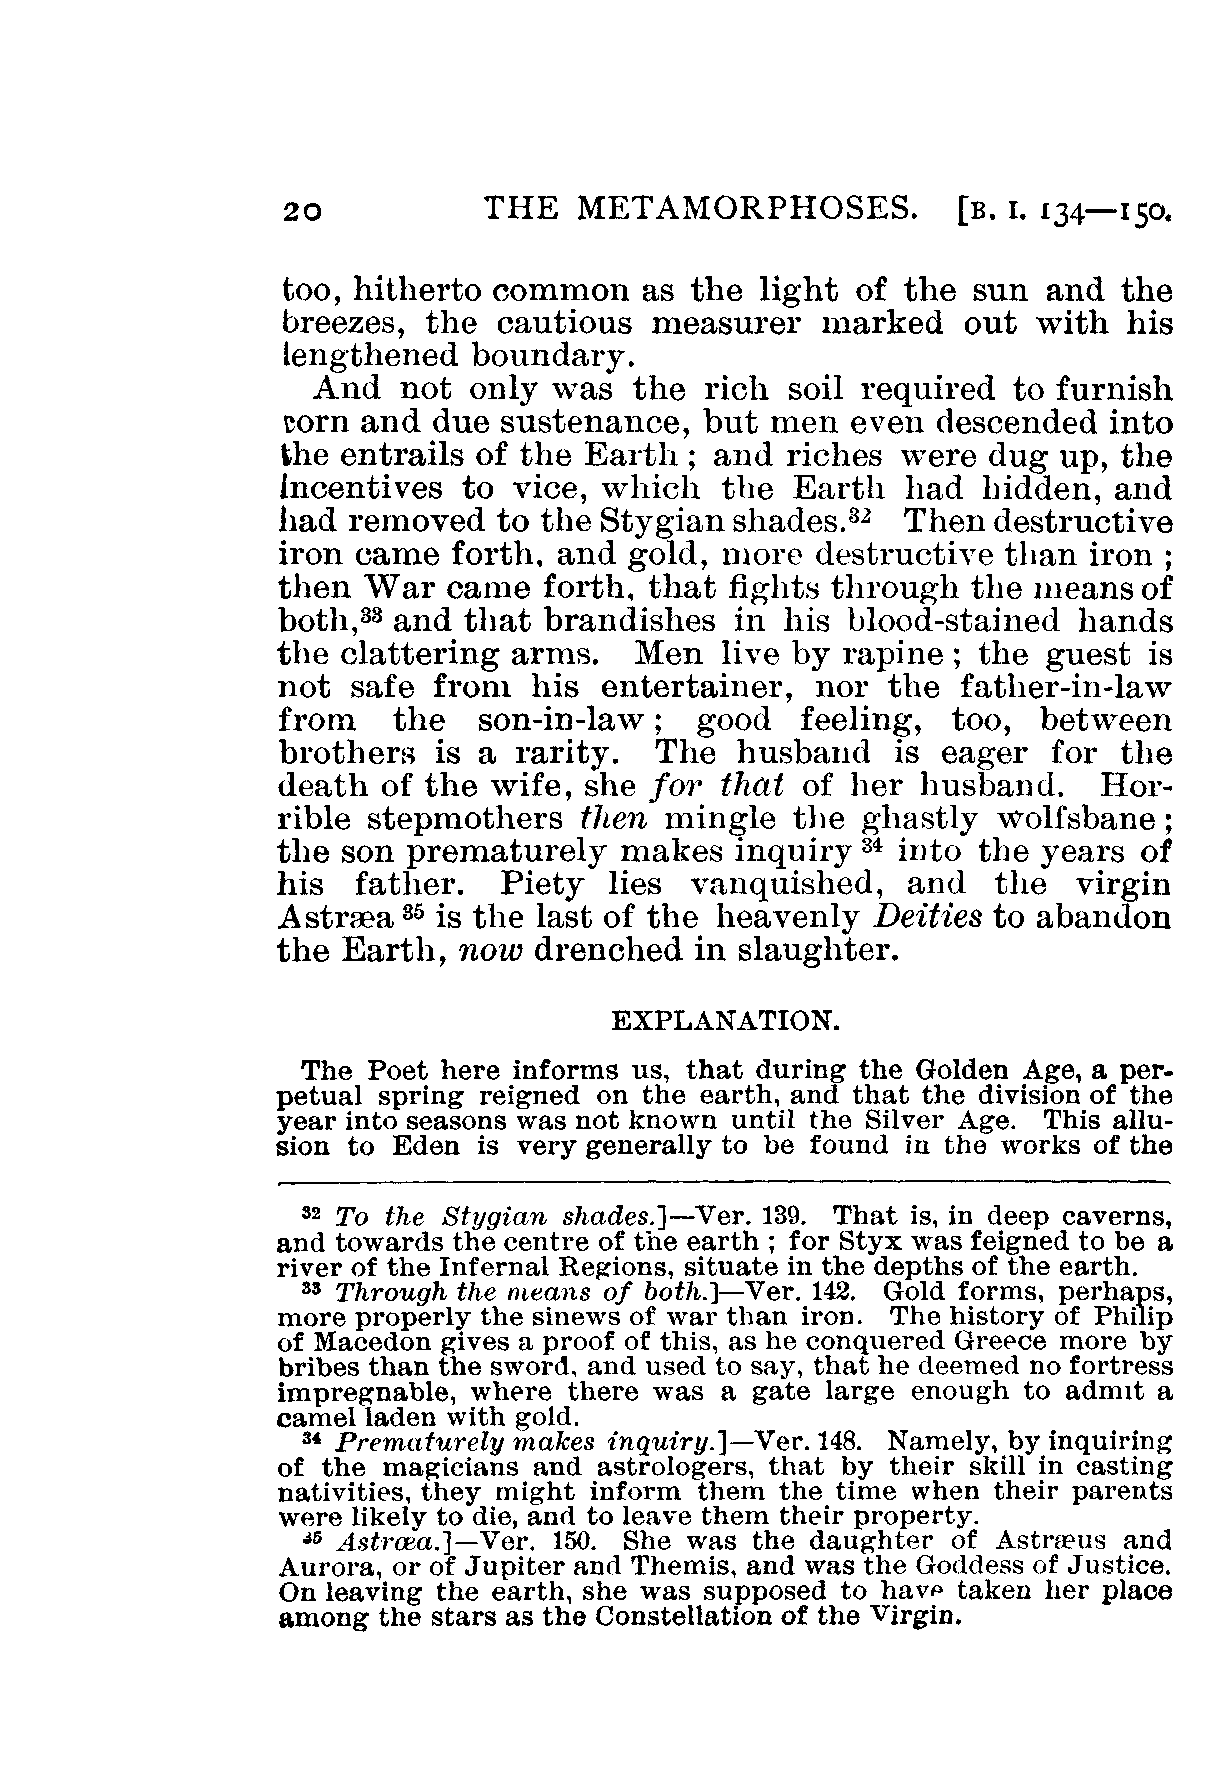 20 THE METAMORPHOSES. [B. I. 134—150.
too, hitherto common as the light of the sun and the
breezes, the cautious measurer marked out with his
lengthened boundary.
And not only was the rich soil required to furnish
corn and due sustenance, but men even descended into
the entrails of the Earth ; and riches were dug up, the
incentives to vice, which the Earth had hidden, and
had removed to the Stygian shades.³² Then destructive
iron came forth, and gold, more destructive than iron ;
then War came forth, that fights through the means of
both,³³ and that brandishes in his blood-stained hands
the clattering arms. Men live by rapine ; the guest is
not safe from his entertainer, nor the father-in-law
from the son-in-law ; good feeling, too, between
brothers is a rarity. The husband is eager for the
death of the wife, she for that of her husband. Hor-
rible stepmothers then mingle the ghastly wolfsbane ;
the son prematurely makes inquiry ³⁴ into the years of
his father. Piety lies vanquished, and the virgin
Astræa ³⁵ is the last of the heavenly Deities to abandon
the Earth, now drenched in slaughter.
EXPLANATION.
The Poet here informs us, that during the Golden Age, a per-
petual spring reigned on the earth, and that the division of the
year into seasons was not known until the Silver Age. This allu-
sion to Eden is very generally to be found in the works of the
³² To the Stygian shades.]—Ver. 139. That is, in deep caverns,
and towards the centre of the earth ; for Styx was feigned to be a
river of the Infernal Regions, situate in the depths of the earth.
³³ Through the means of both.]—Ver. 142. Gold forms, perhaps,
more properly the sinews of war than iron. The history of Philip
of Macedon gives a proof of this, as he conquered Greece more by
bribes than the sword, and used to say, that he deemed no fortress
impregnable, where there was a gate large enough to admit a
camel laden with gold.
³⁴ Prematurely makes inquiry.]—Ver. 148. Namely, by inquiring
of the magicians and astrologers, that by their skill in casting
nativities, they might inform them the time when their parents
were likely to die, and to leave them their property.
³⁵ Astræa.]—Ver. 150. She was the daughter of Astræus and
Aurora, or of Jupiter and Themis, and was the Goddess of Justice.
On leaving the earth, she was supposed to have taken her place
among the stars as the Constellation of the Virgin.